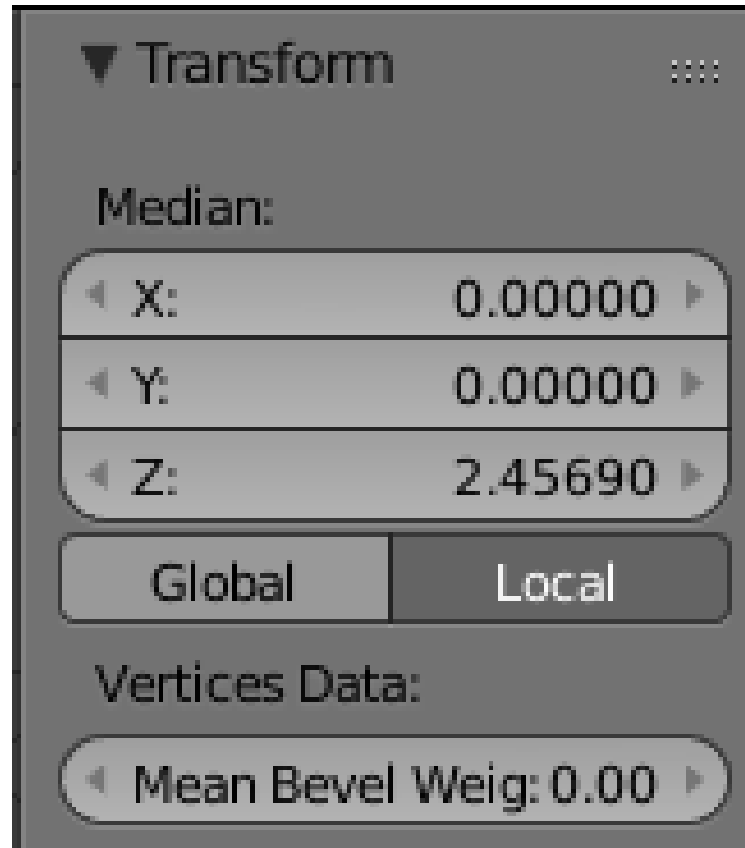 Transform
Median:
X: 0.00000
Y: 0.00000
Z: 2.45690
Global Local
Vertices Data:
Mean Bevel Weig: 0.00